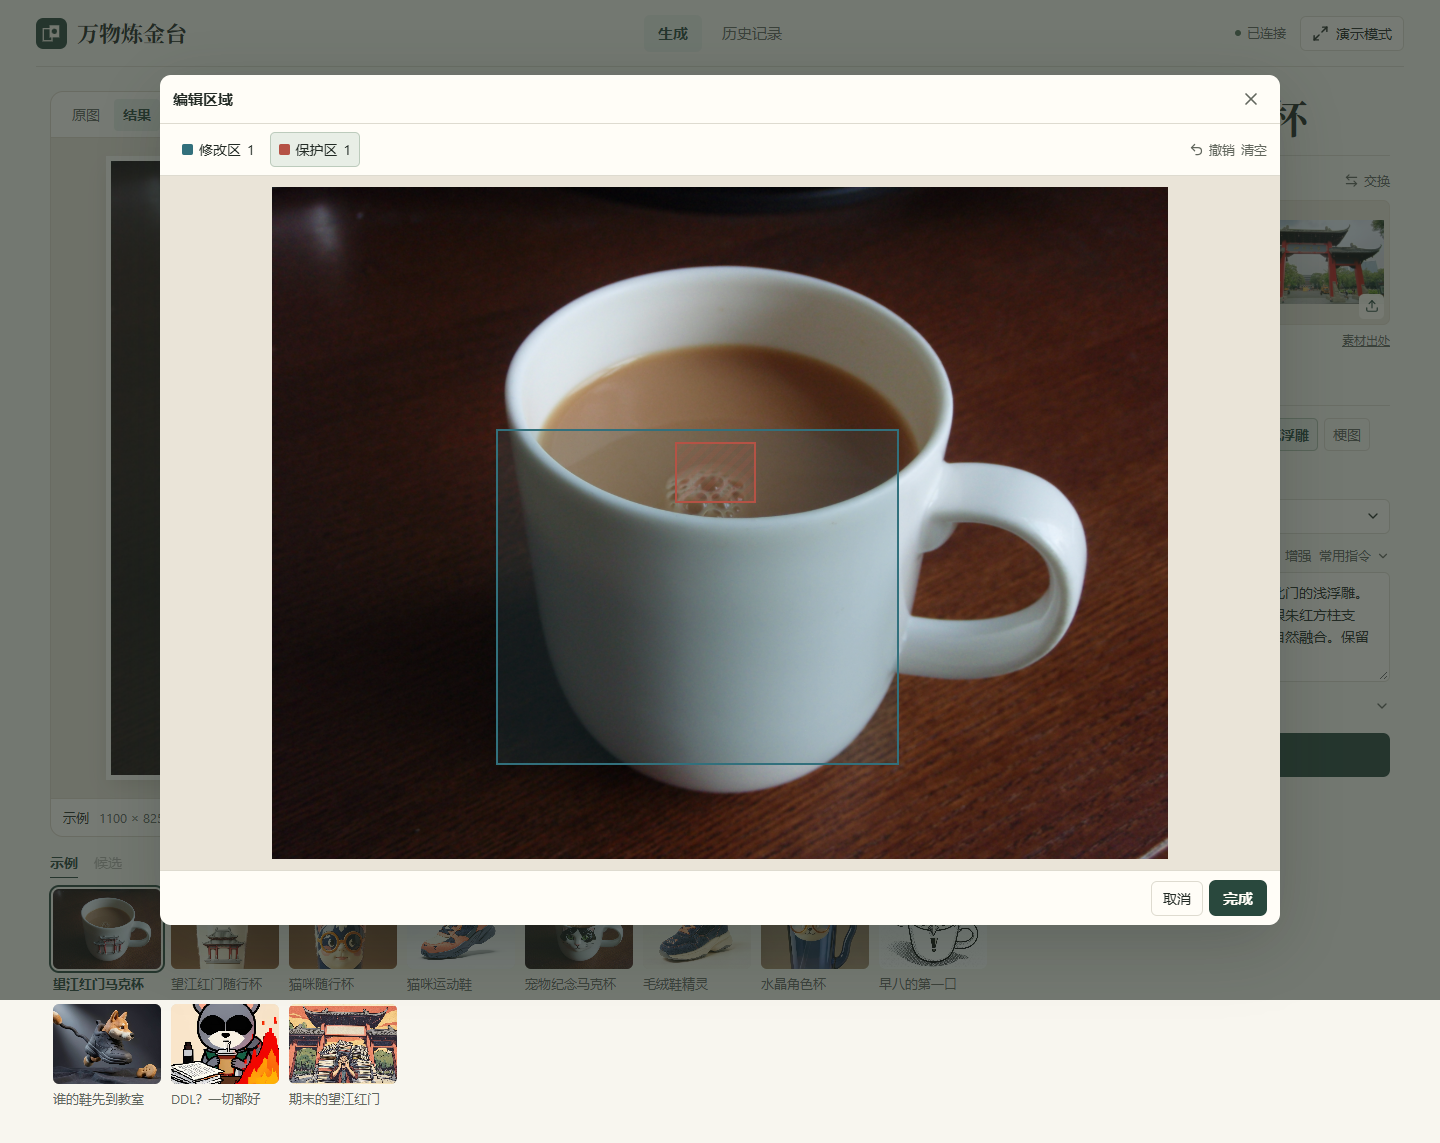 万物炼金台
生成
历史记录
已连接
演示模式
原图
结果
杯
编辑区域
修改区 1
保护区 1
撤销 清空
交换
素材出处
浮雕
梗图
增强
常用指令
北门的浅浮雕。
朱红方柱支
自然融合。保留
取消
完成
示例 1100 × 825
示例
候选
望江红门马克杯
望江红门随行杯
猫咪随行杯
猫咪运动鞋
宠物纪念马克杯
毛绒鞋精灵
水晶角色杯
早八的第一口
谁的鞋先到教室
DDL？一切都好
期末的望江红门